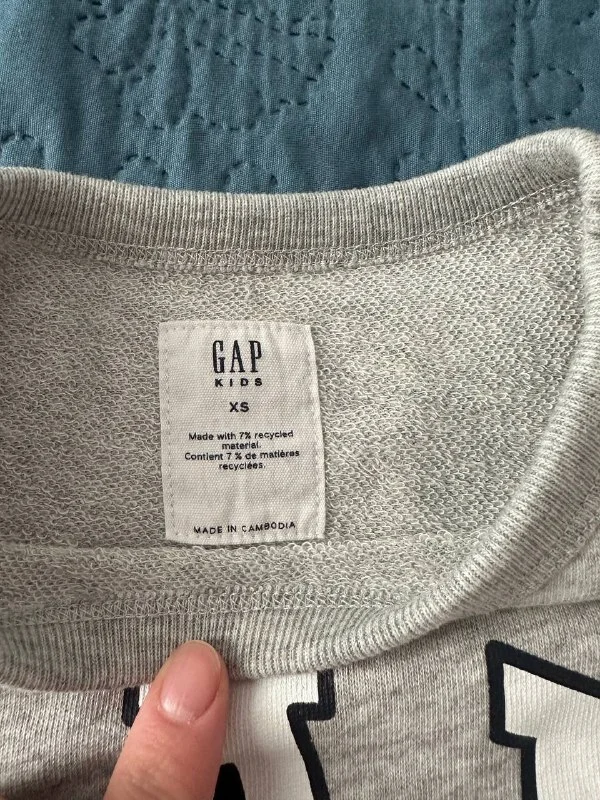 GAP
KIDS
XS
Made with 7% recycled
material.
Contient 7 % de matières
recyclées.
MADE IN CAMBODIA